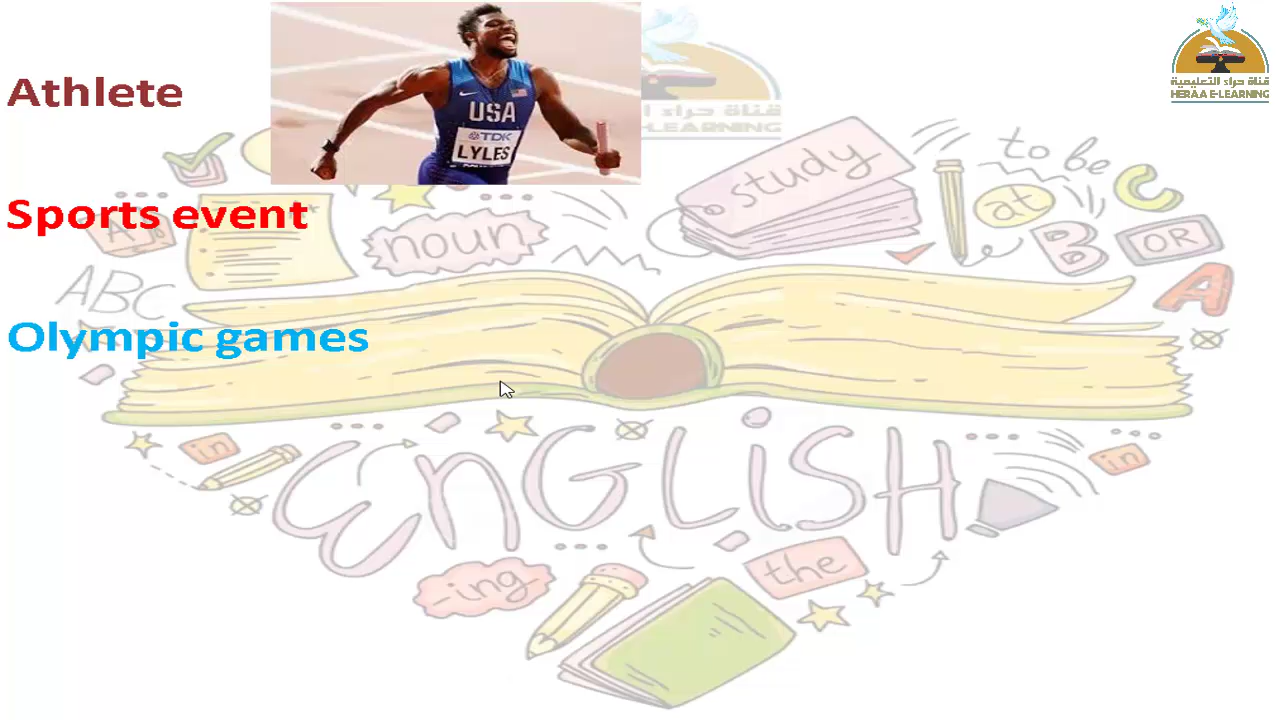 Athlete
USA
TDK
LYLES
قناة حراء التعليمية
HERAA E-LEARNING
Sports event
Olympic games
study
to be
at
C
B
OR
A
noun
ABC
in
ENGLiSH
in
-ing
the